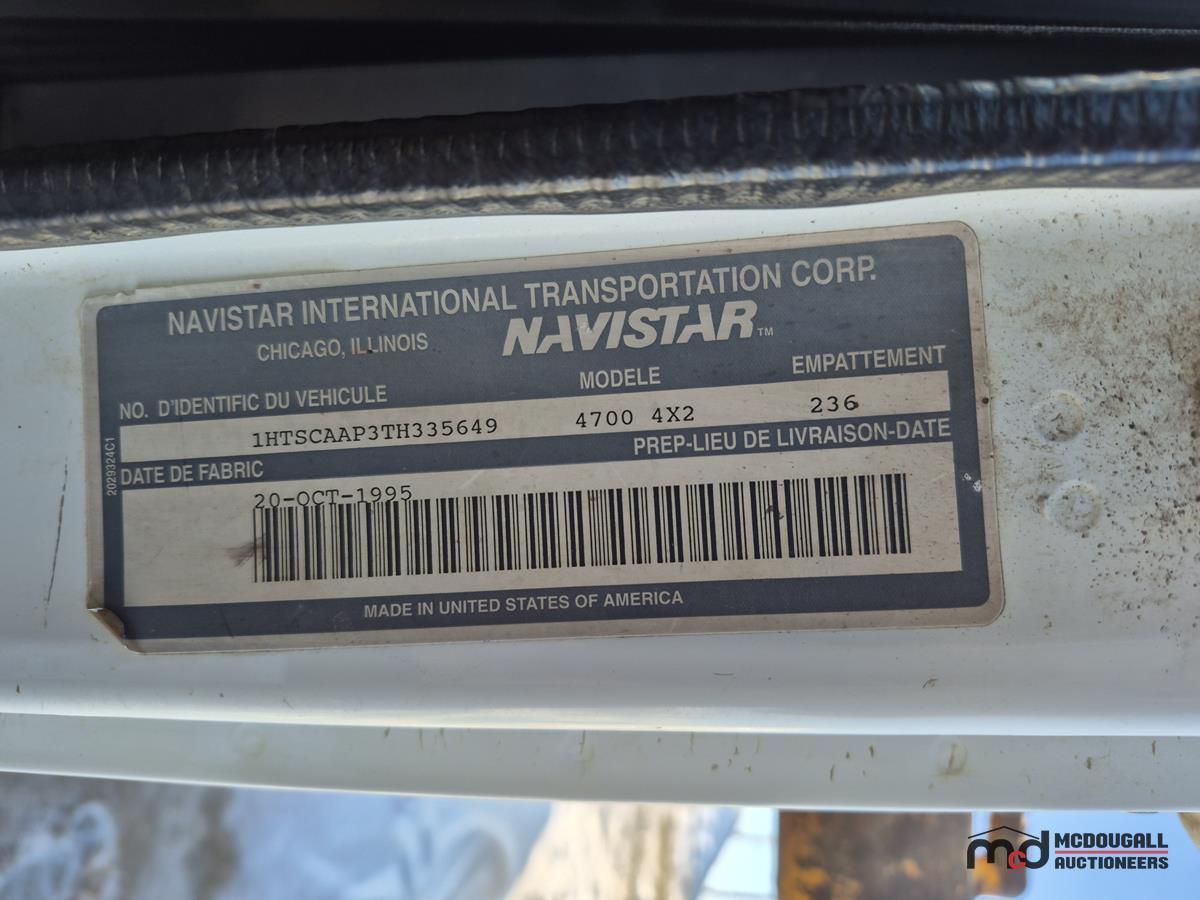 NAVISTAR INTERNATIONAL TRANSPORTATION CORP.
CHICAGO, ILLINOIS NAVISTAR™
NO. D'IDENTIFIC DU VEHICULE MODELE EMPATTEMENT
1HTSCAAP3TH335649 4700 4X2 236
DATE DE FABRIC PREP-LIEU DE LIVRAISON-DATE
20-OCT-1995
MADE IN UNITED STATES OF AMERICA
2029324C1
mcd MCDOUGALL
AUCTIONEERS